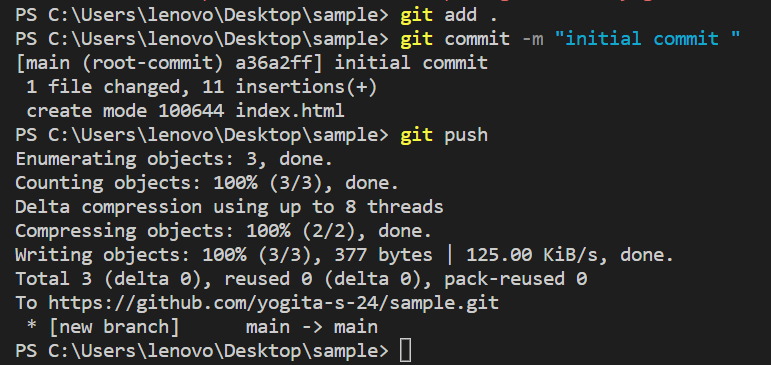 PS C:\Users\lenovo\Desktop\sample> git add .
PS C:\Users\lenovo\Desktop\sample> git commit -m "initial commit "
[main (root-commit) a36a2ff] initial commit
 1 file changed, 11 insertions(+)
 create mode 100644 index.html
PS C:\Users\lenovo\Desktop\sample> git push
Enumerating objects: 3, done.
Counting objects: 100% (3/3), done.
Delta compression using up to 8 threads
Compressing objects: 100% (2/2), done.
Writing objects: 100% (3/3), 377 bytes | 125.00 KiB/s, done.
Total 3 (delta 0), reused 0 (delta 0), pack-reused 0
To https://github.com/yogita-s-24/sample.git
 * [new branch]      main -> main
PS C:\Users\lenovo\Desktop\sample>